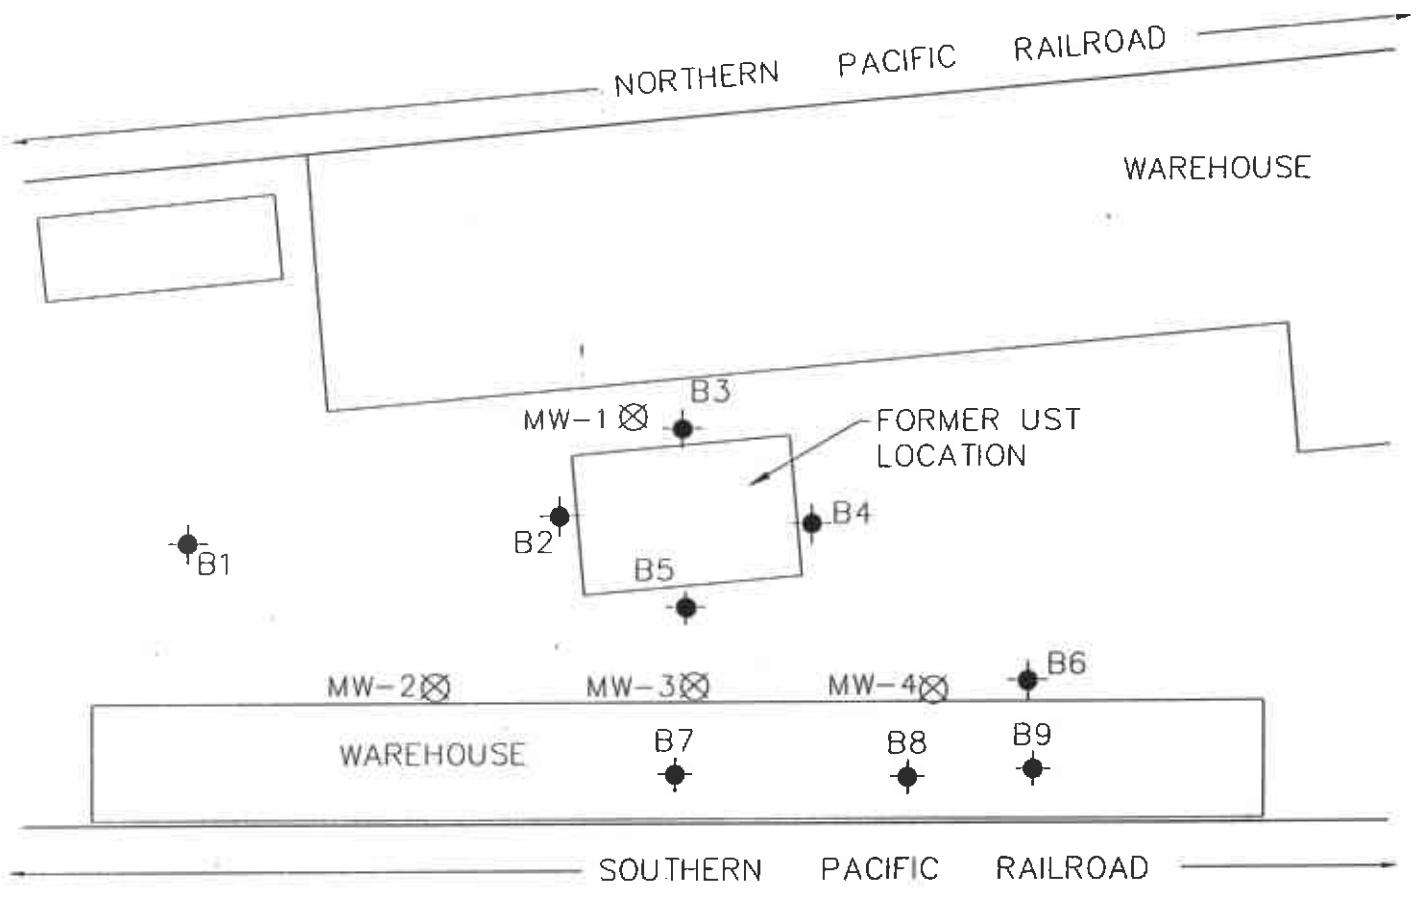 NORTHERN PACIFIC RAILROAD
WAREHOUSE
B3
MW-1
FORMER UST
LOCATION
B4
B2
B1
B5
B6
MW-2
MW-3
MW-4
B7
B8
B9
WAREHOUSE
SOUTHERN PACIFIC RAILROAD